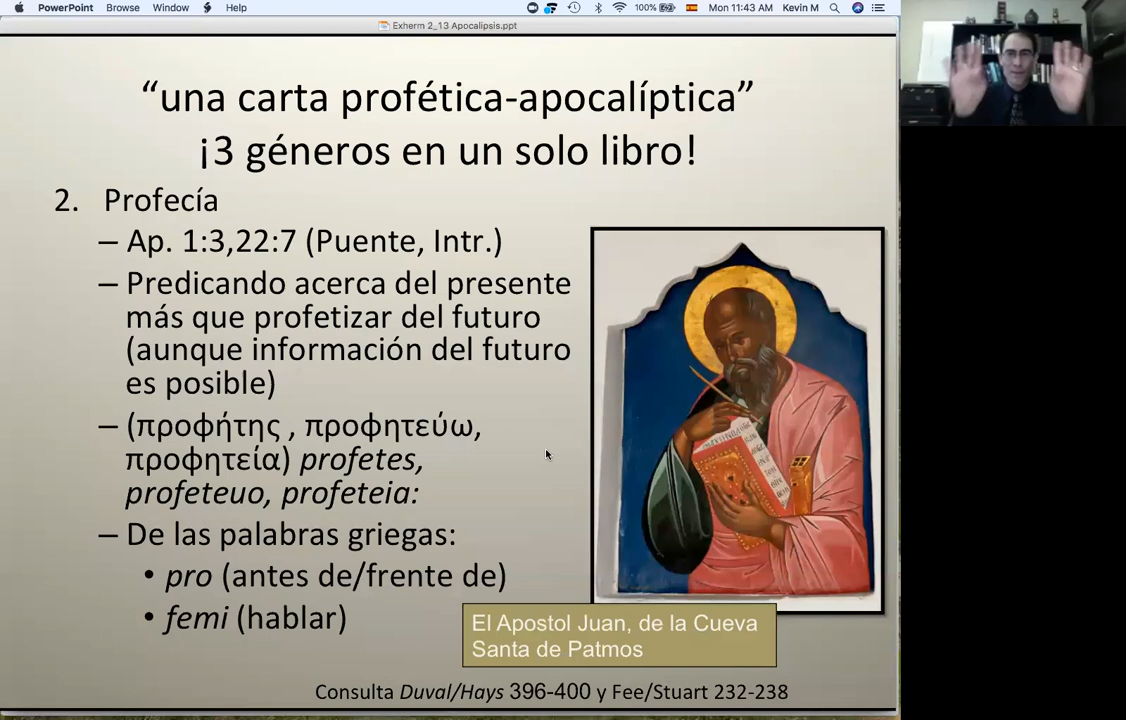 PowerPoint Browse Window Help 100% Mon 11:43 AM Kevin M
Exherm 2_13 Apocalipsis.ppt
“una carta profética-apocalíptica”
¡3 géneros en un solo libro!
2. Profecía
– Ap. 1:3,22:7 (Puente, Intr.)
– Predicando acerca del presente
más que profetizar del futuro
(aunque información del futuro
es posible)
– (προφήτης , προφητεύω,
προφητεία) profetes,
profeteuo, profeteia:
– De las palabras griegas:
• pro (antes de/frente de)
• femi (hablar)
El Apostol Juan, de la Cueva
Santa de Patmos
Consulta Duval/Hays 396-400 y Fee/Stuart 232-238